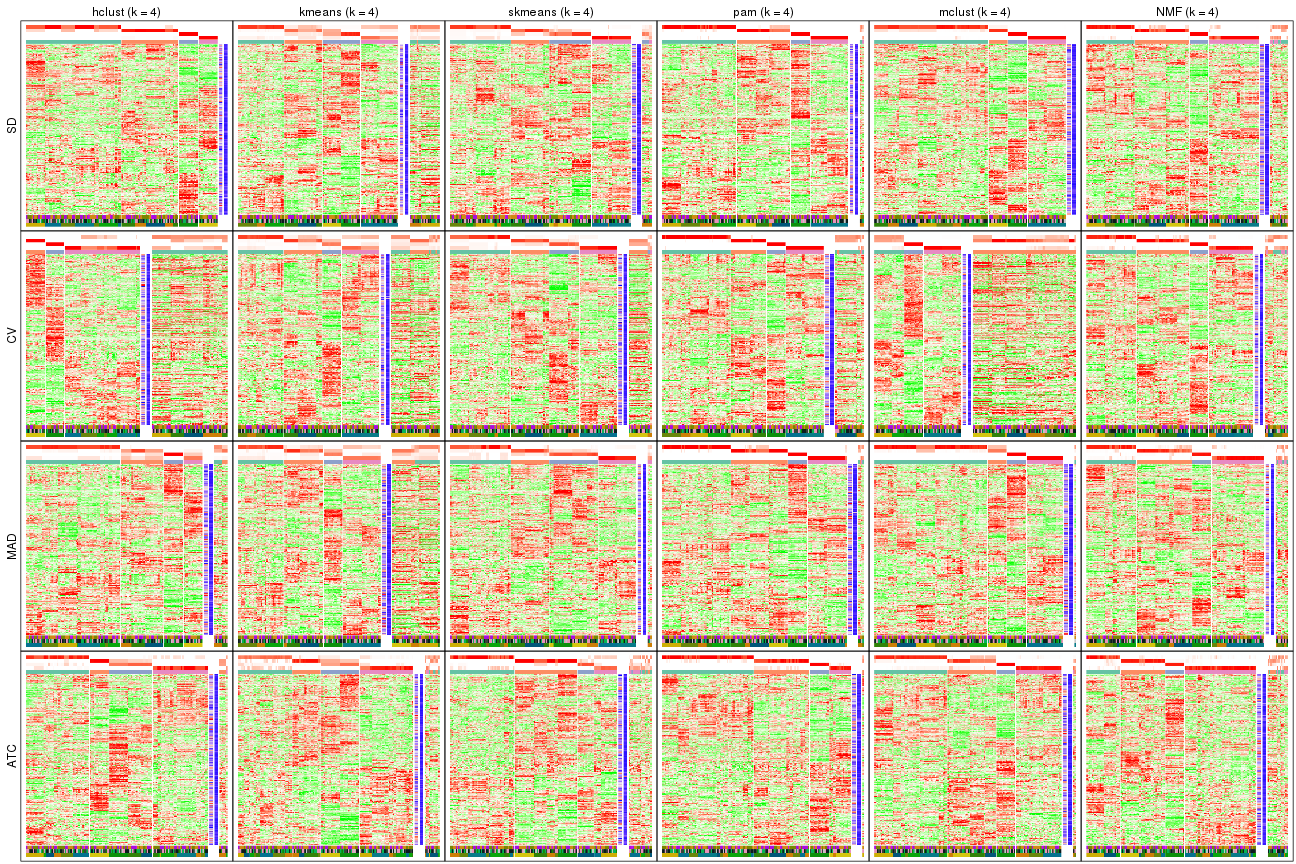 hclust (k = 4)
kmeans (k = 4)
skmeans (k = 4)
pam (k = 4)
mclust (k = 4)
NMF (k = 4)
SD
CV
MAD
ATC